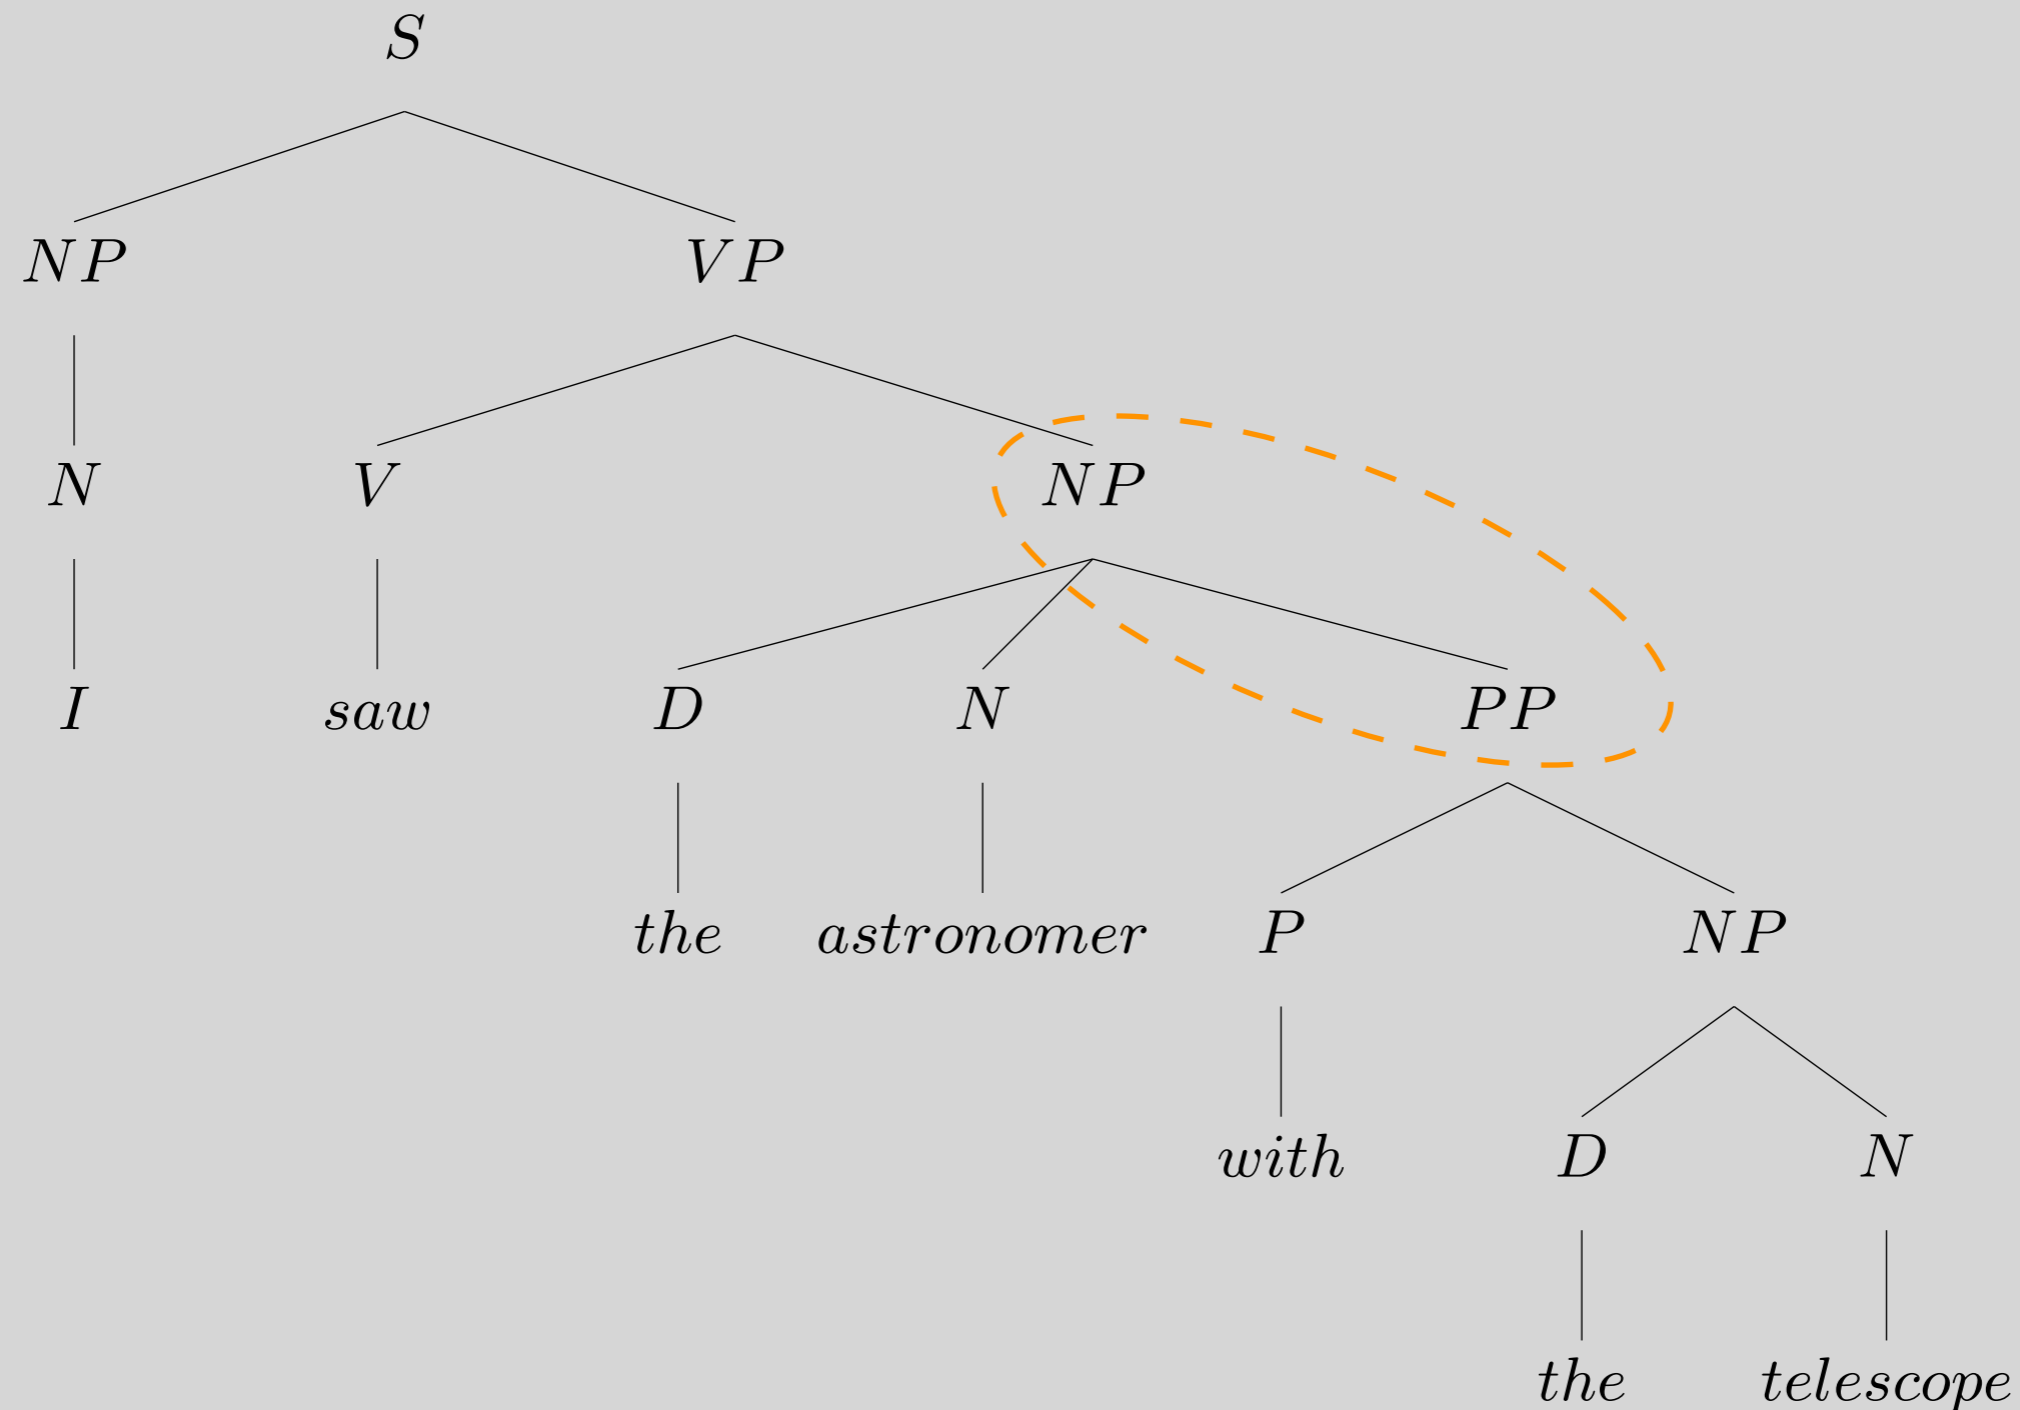 S
NP VP
N V NP
I saw D N PP
the astronomer P NP
with D N
the telescope